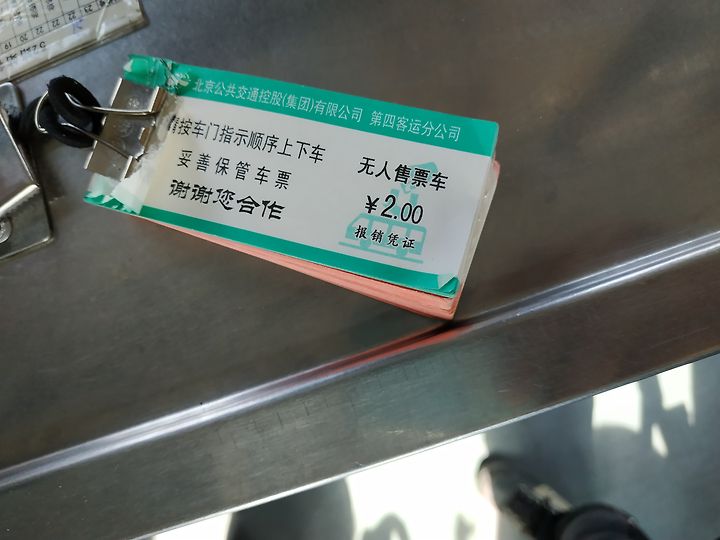 北京公共交通控股(集团)有限公司 第四客运分公司
请按车门指示顺序上下车
妥善保管车票
谢谢您合作
无人售票车
￥2.00
报销凭证